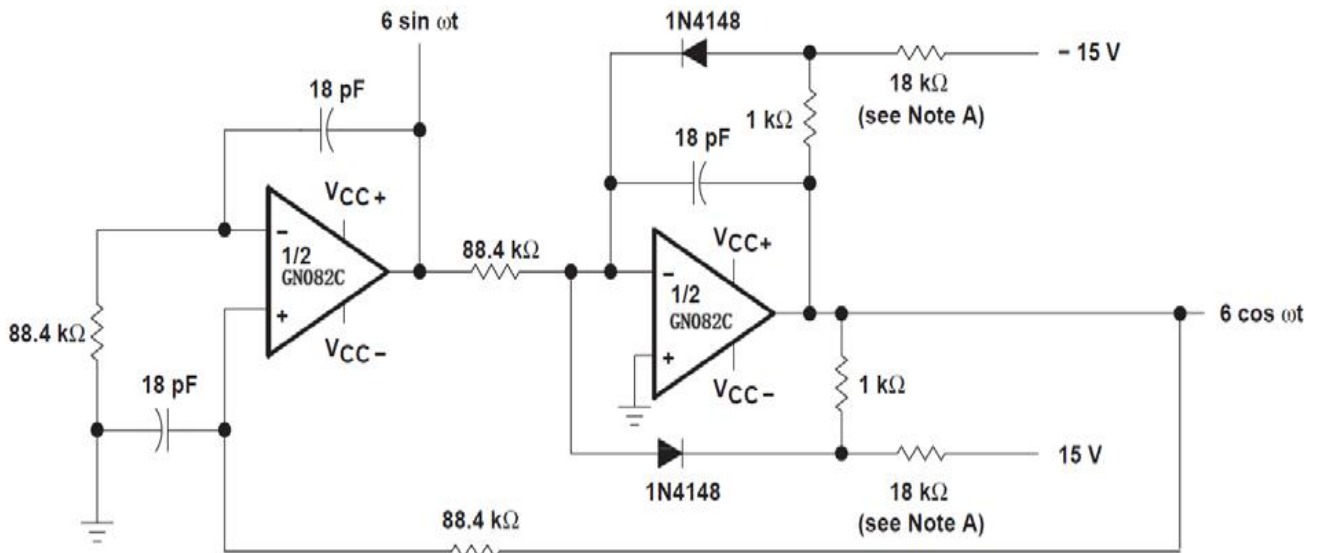 6 sin ωt
1N4148
– 15 V
18 kΩ
(see Note A)
18 pF
1 kΩ
18 pF
VCC+
–
1/2
GN082C
+
VCC–
88.4 kΩ
VCC+
–
1/2
GN082C
+
VCC–
6 cos ωt
88.4 kΩ
18 pF
1 kΩ
15 V
1N4148
18 kΩ
(see Note A)
88.4 kΩ